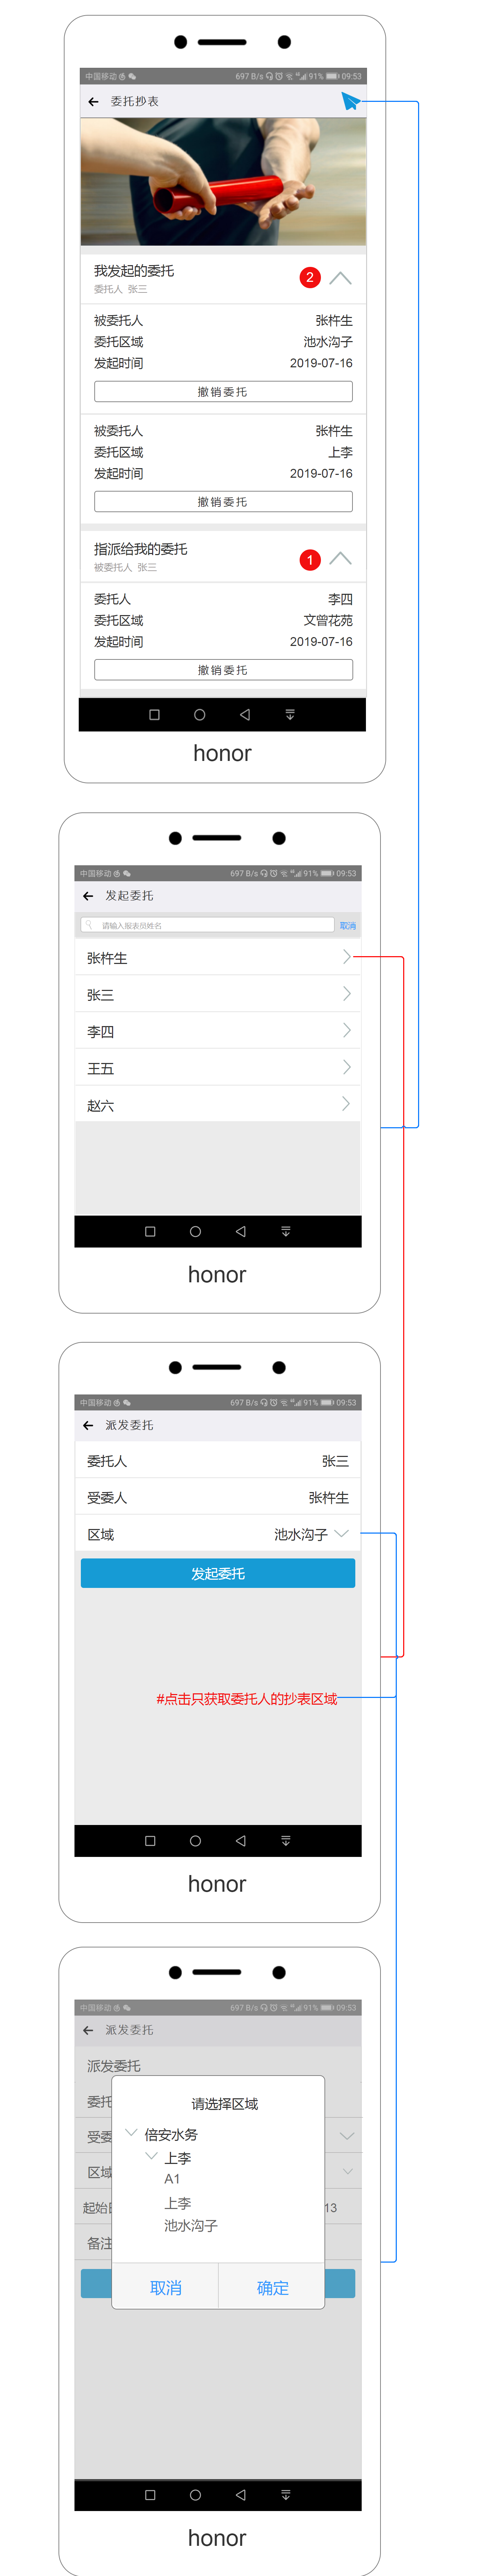 中国移动 697 B/s 4G 91% 09:53
委托抄表
我发起的委托
2
委托人 张三
被委托人 张杵生
委托区域 池水沟子
发起时间 2019-07-16
撤销委托
被委托人 张杵生
委托区域 上李
发起时间 2019-07-16
撤销委托
指派给我的委托
1
被委托人 张三
委托人 李四
委托区域 文曾花苑
发起时间 2019-07-16
撤销委托
honor
中国移动 697 B/s 4G 91% 09:53
发起委托
请输入报表员姓名 取消
张杵生
张三
李四
王五
赵六
honor
中国移动 697 B/s 4G 91% 09:53
派发委托
委托人 张三
受委人 张杵生
区域 池水沟子
发起委托
#点击只获取委托人的抄表区域
honor
中国移动 697 B/s 4G 91% 09:53
派发委托
派发委托
委托
受委
区域
起始 13
备注
请选择区域
倍安水务
上李
A1
上李
池水沟子
取消 确定
honor